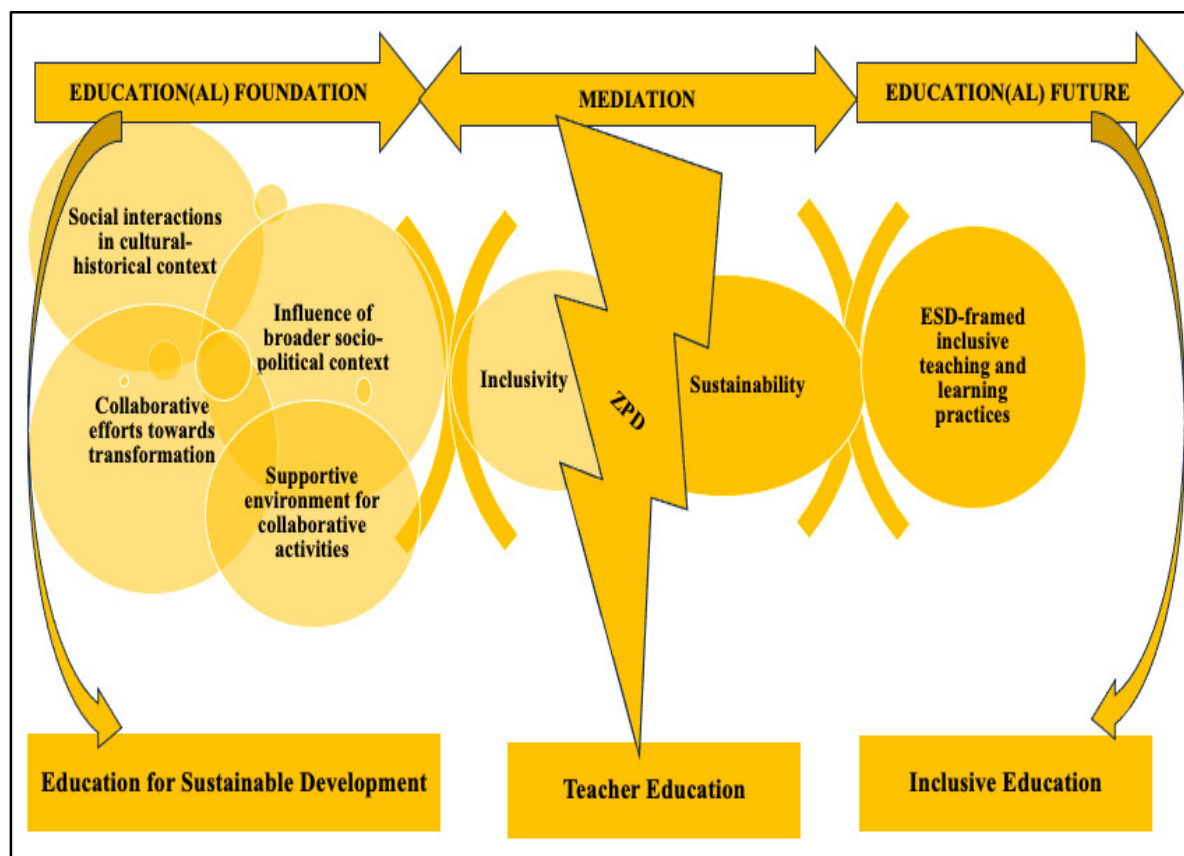 EDUCATION(AL) FOUNDATION
MEDIATION
EDUCATION(AL) FUTURE
Social interactions
in cultural-
historical context
Influence of
broader socio-
political context
Collaborative
efforts towards
transformation
Supportive
environment for
collaborative
activities
Inclusivity
ZPD
Sustainability
ESD-framed
inclusive
teaching and
learning
practices
Education for Sustainable Development
Teacher Education
Inclusive Education